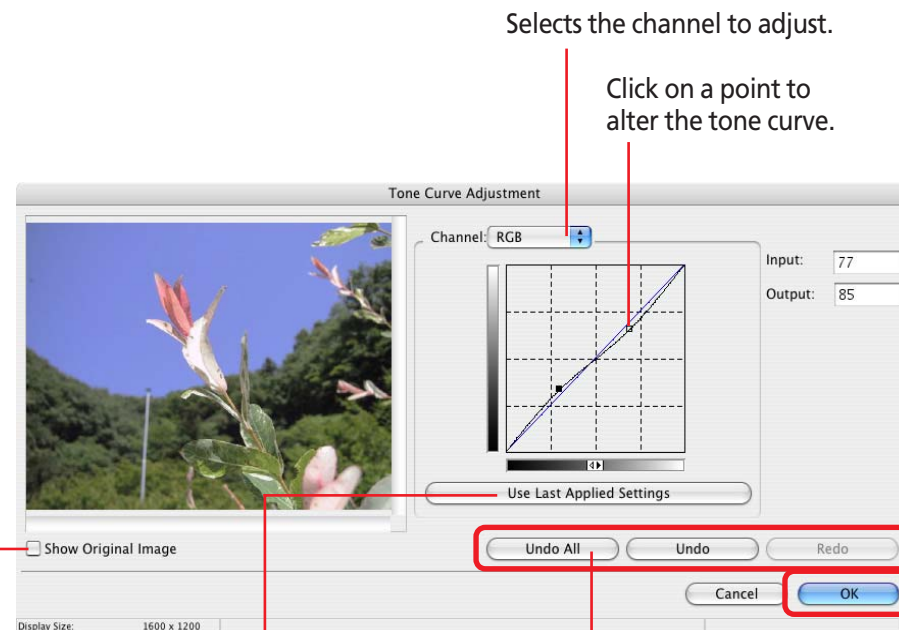 Selects the channel to adjust.
Click on a point to
alter the tone curve.
Tone Curve Adjustment
Channel: RGB
Input: 77
Output: 85
Use Last Applied Settings
Show Original Image
Undo All Undo Redo
Cancel OK
Display Size: 1600 x 1200